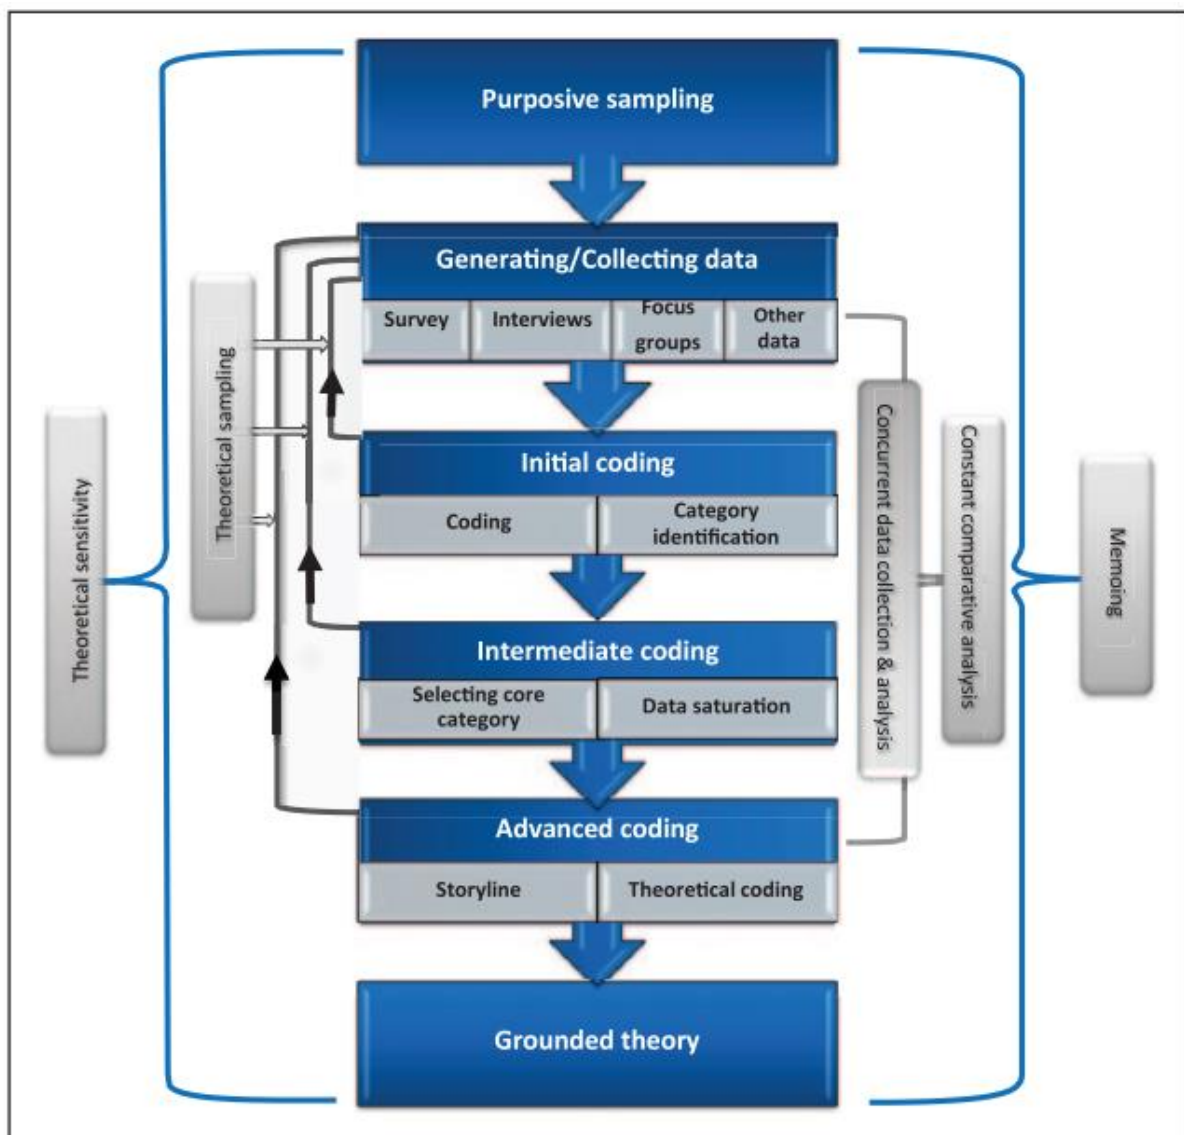 Purposive sampling
Generating/Collecting data
Survey
Interviews
Focus
groups
Other
data
Initial coding
Coding
Category
identification
Intermediate coding
Selecting core
category
Data saturation
Advanced coding
Storyline
Theoretical coding
Grounded theory
Theoretical sensitivity
Theoretical sampling
Concurrent data collection & analysis
Constant comparative analysis
Memoing